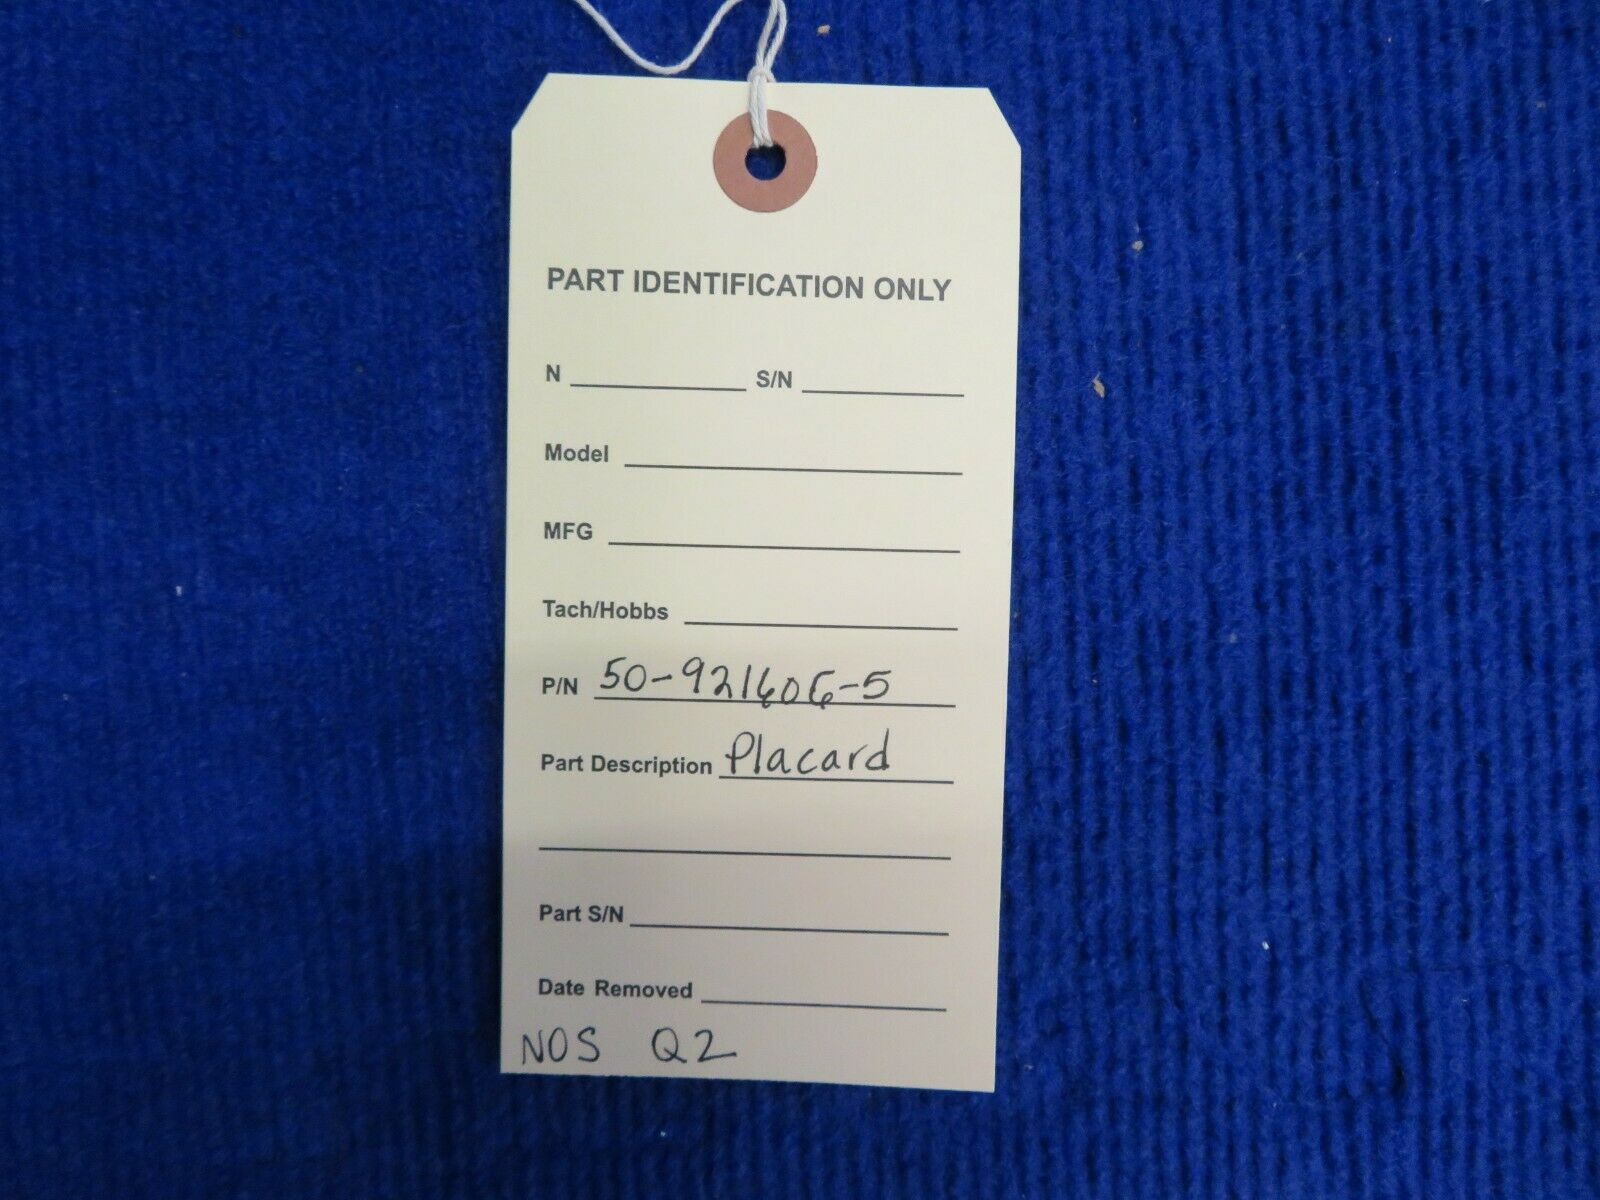 PART IDENTIFICATION ONLY
N S/N
Model
MFG
Tach/Hobbs
P/N 50-921606-5
Part Description Placard
Part S/N
Date Removed
NOS Q2